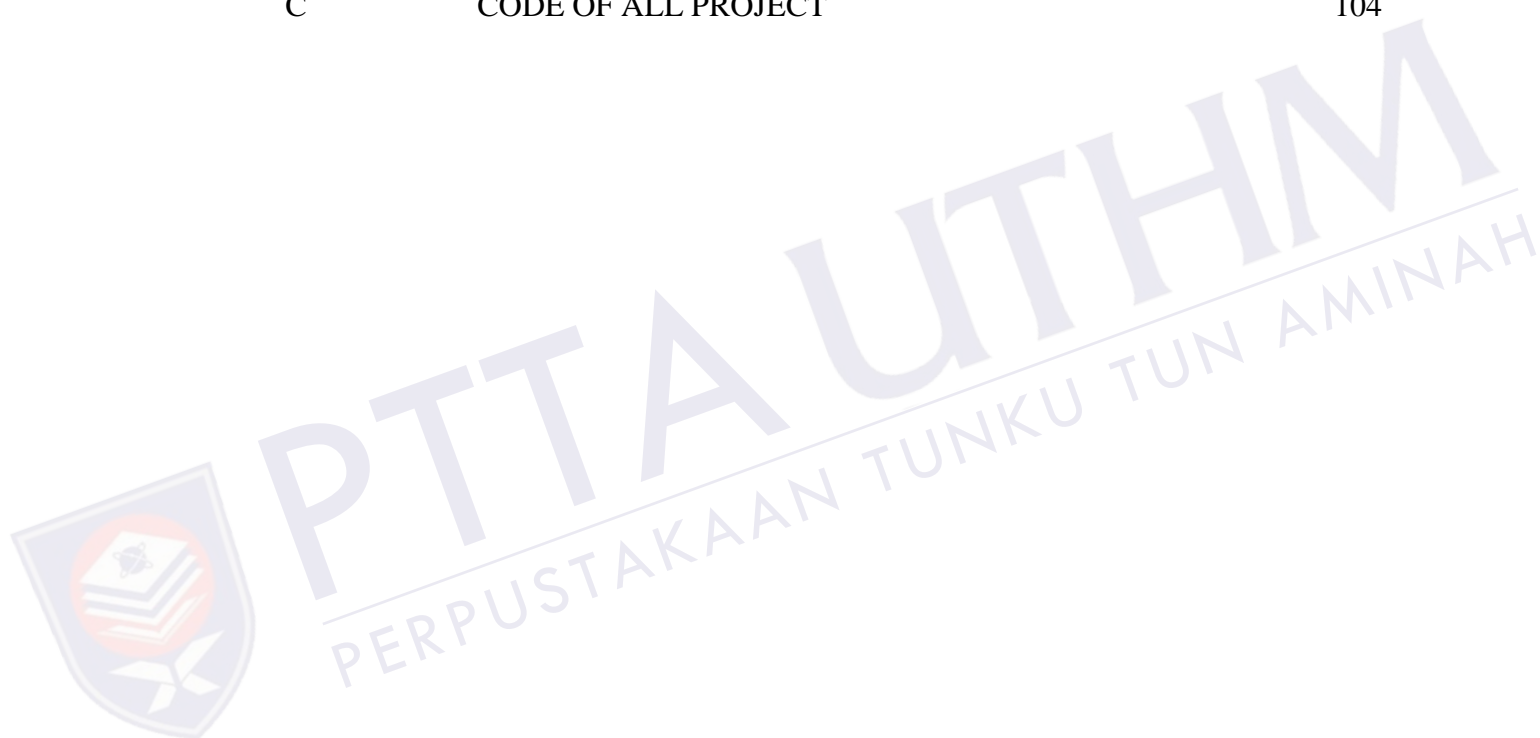 C CODE OF ALL PROJECT 104
PTTA UTHM
PERPUSTAKAAN TUNKU TUN AMINAH